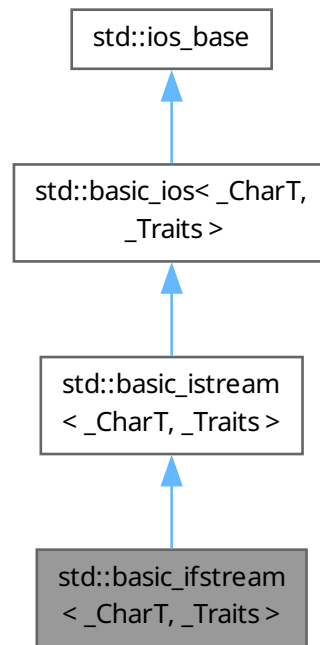 std::ios_base
std::basic_ios< _CharT,
_Traits >
std::basic_istream
< _CharT, _Traits >
std::basic_ifstream
< _CharT, _Traits >